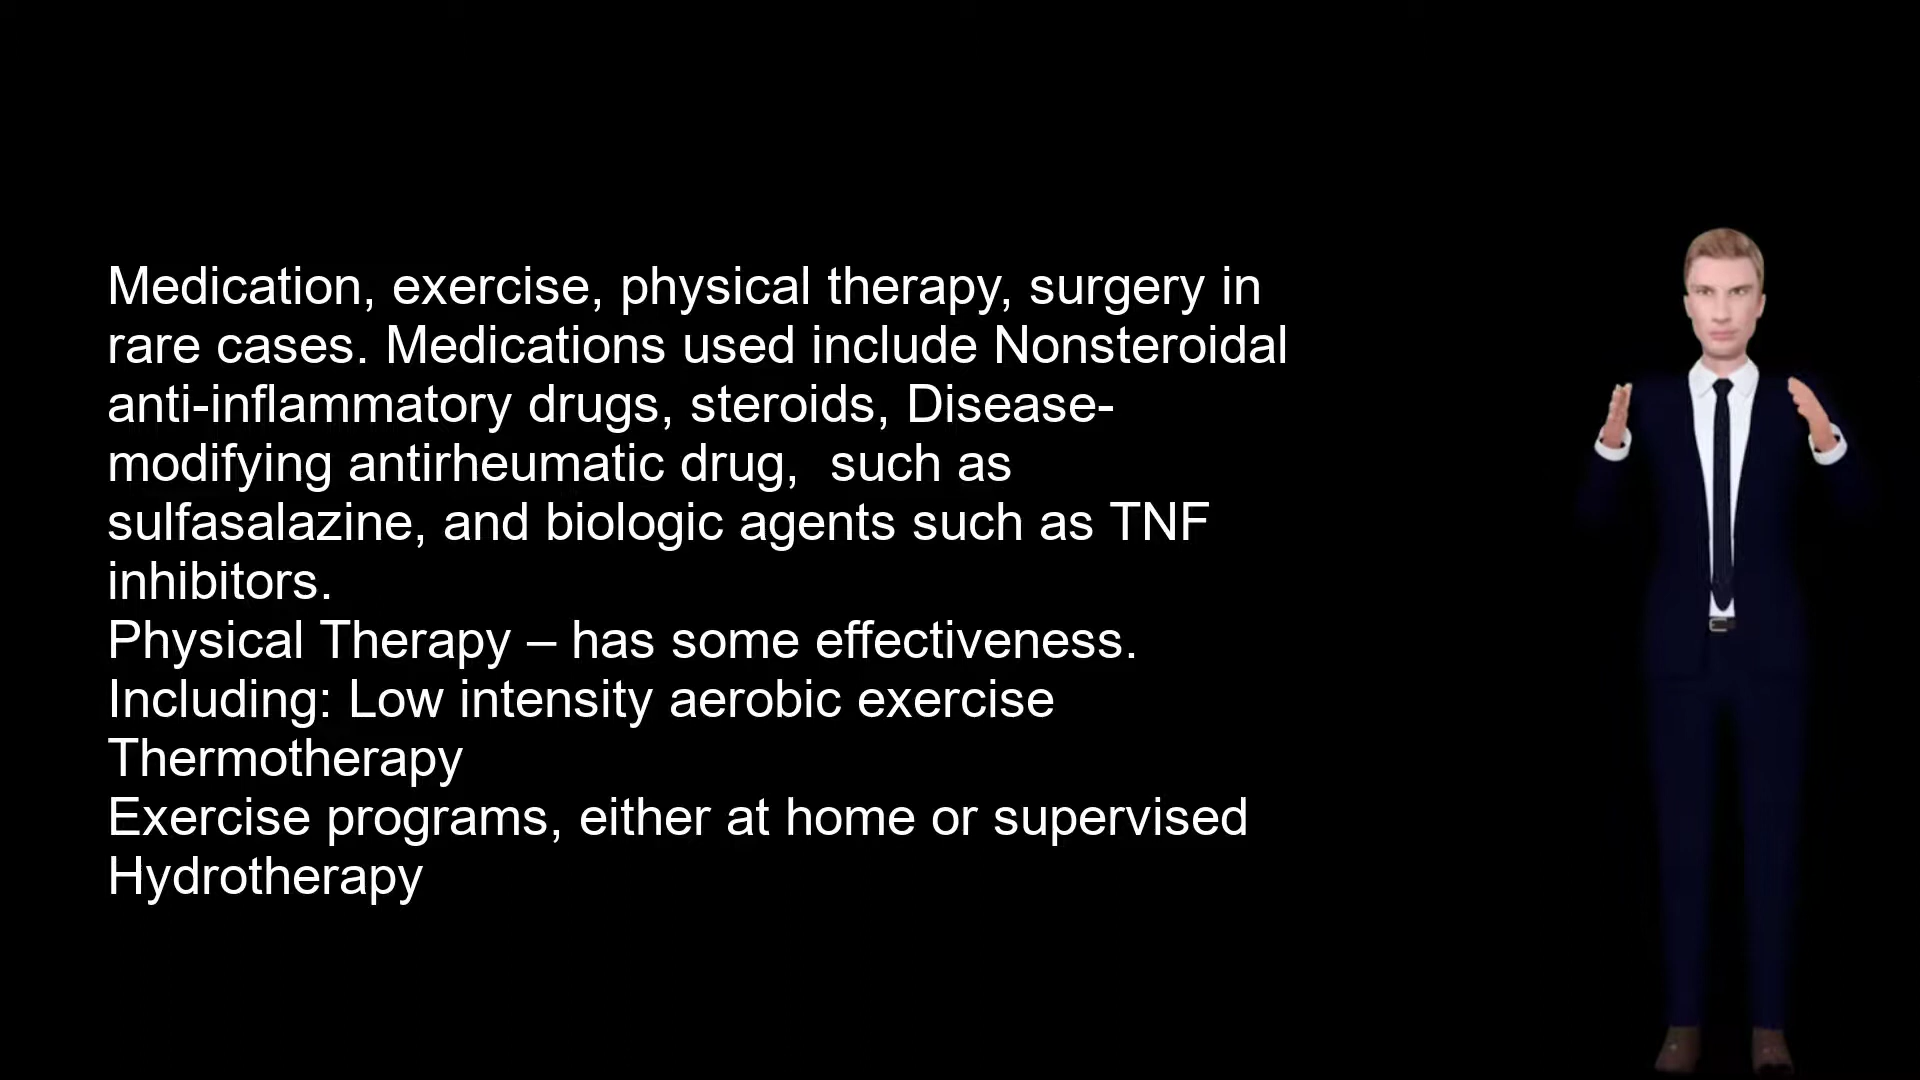 Medication, exercise, physical therapy, surgery in
rare cases. Medications used include Nonsteroidal
anti-inflammatory drugs, steroids, Disease-
modifying antirheumatic drug,  such as
sulfasalazine, and biologic agents such as TNF
inhibitors.
Physical Therapy – has some effectiveness.
Including: Low intensity aerobic exercise
Thermotherapy
Exercise programs, either at home or supervised
Hydrotherapy